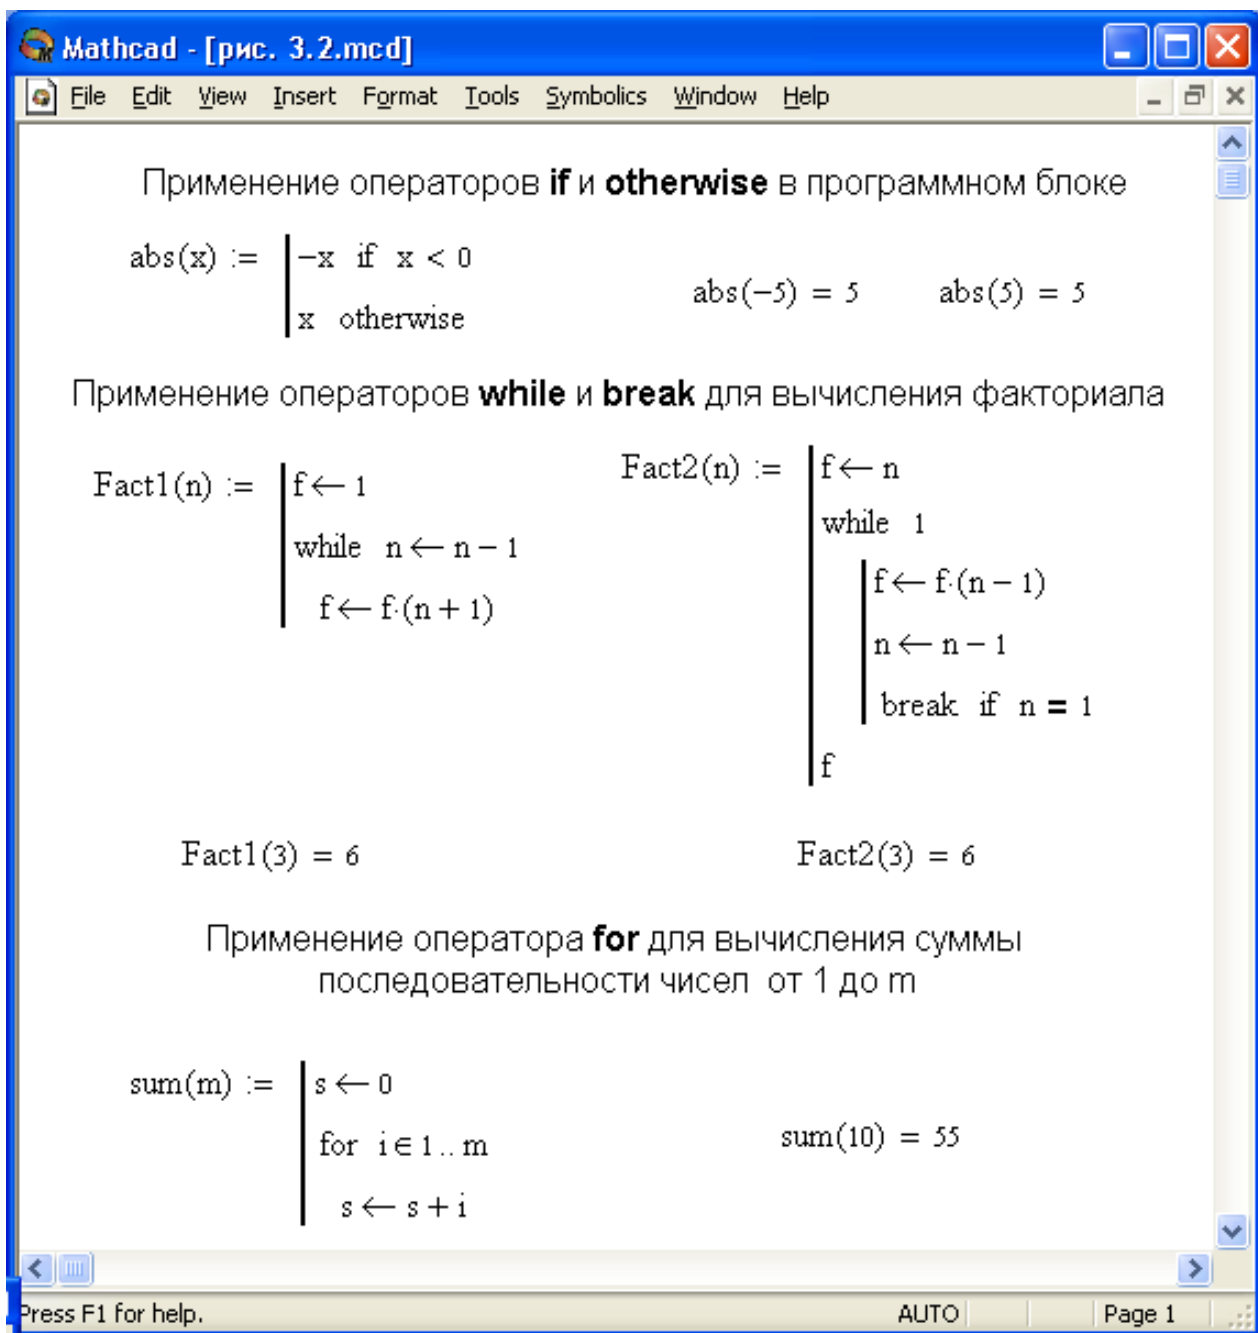 Mathcad - [рис. 3.2.mcd]
File Edit View Insert Format Tools Symbolics Window Help
Применение операторов if и otherwise в программном блоке
abs(x) := -x if x < 0
x otherwise
abs(−5) = 5 abs(5) = 5
Применение операторов while и break для вычисления факториала
Fact1(n) := f ← 1
while n ← n − 1
f ← f·(n + 1)
Fact2(n) := f ← n
while 1
f ← f·(n − 1)
n ← n − 1
break if n = 1
f
Fact1(3) = 6 Fact2(3) = 6
Применение оператора for для вычисления суммы
последовательности чисел от 1 до m
sum(m) := s ← 0
for i ∈ 1 .. m
s ← s + i
sum(10) = 55
Press F1 for help. AUTO Page 1